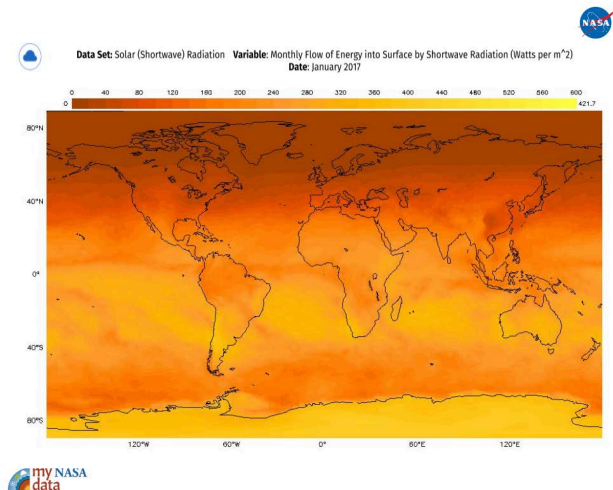 NASA
Data Set: Solar (Shortwave) Radiation Variable: Monthly Flow of Energy into Surface by Shortwave Radiation (Watts per m^2)
Date: January 2017
0 40 80 120 160 200 240 280 320 360 400 440 480 520 560 600
0 421.7
80°N
40°N
0°
40°S
80°S
120°W 60°W 0° 60°E 120°E
my NASA
data